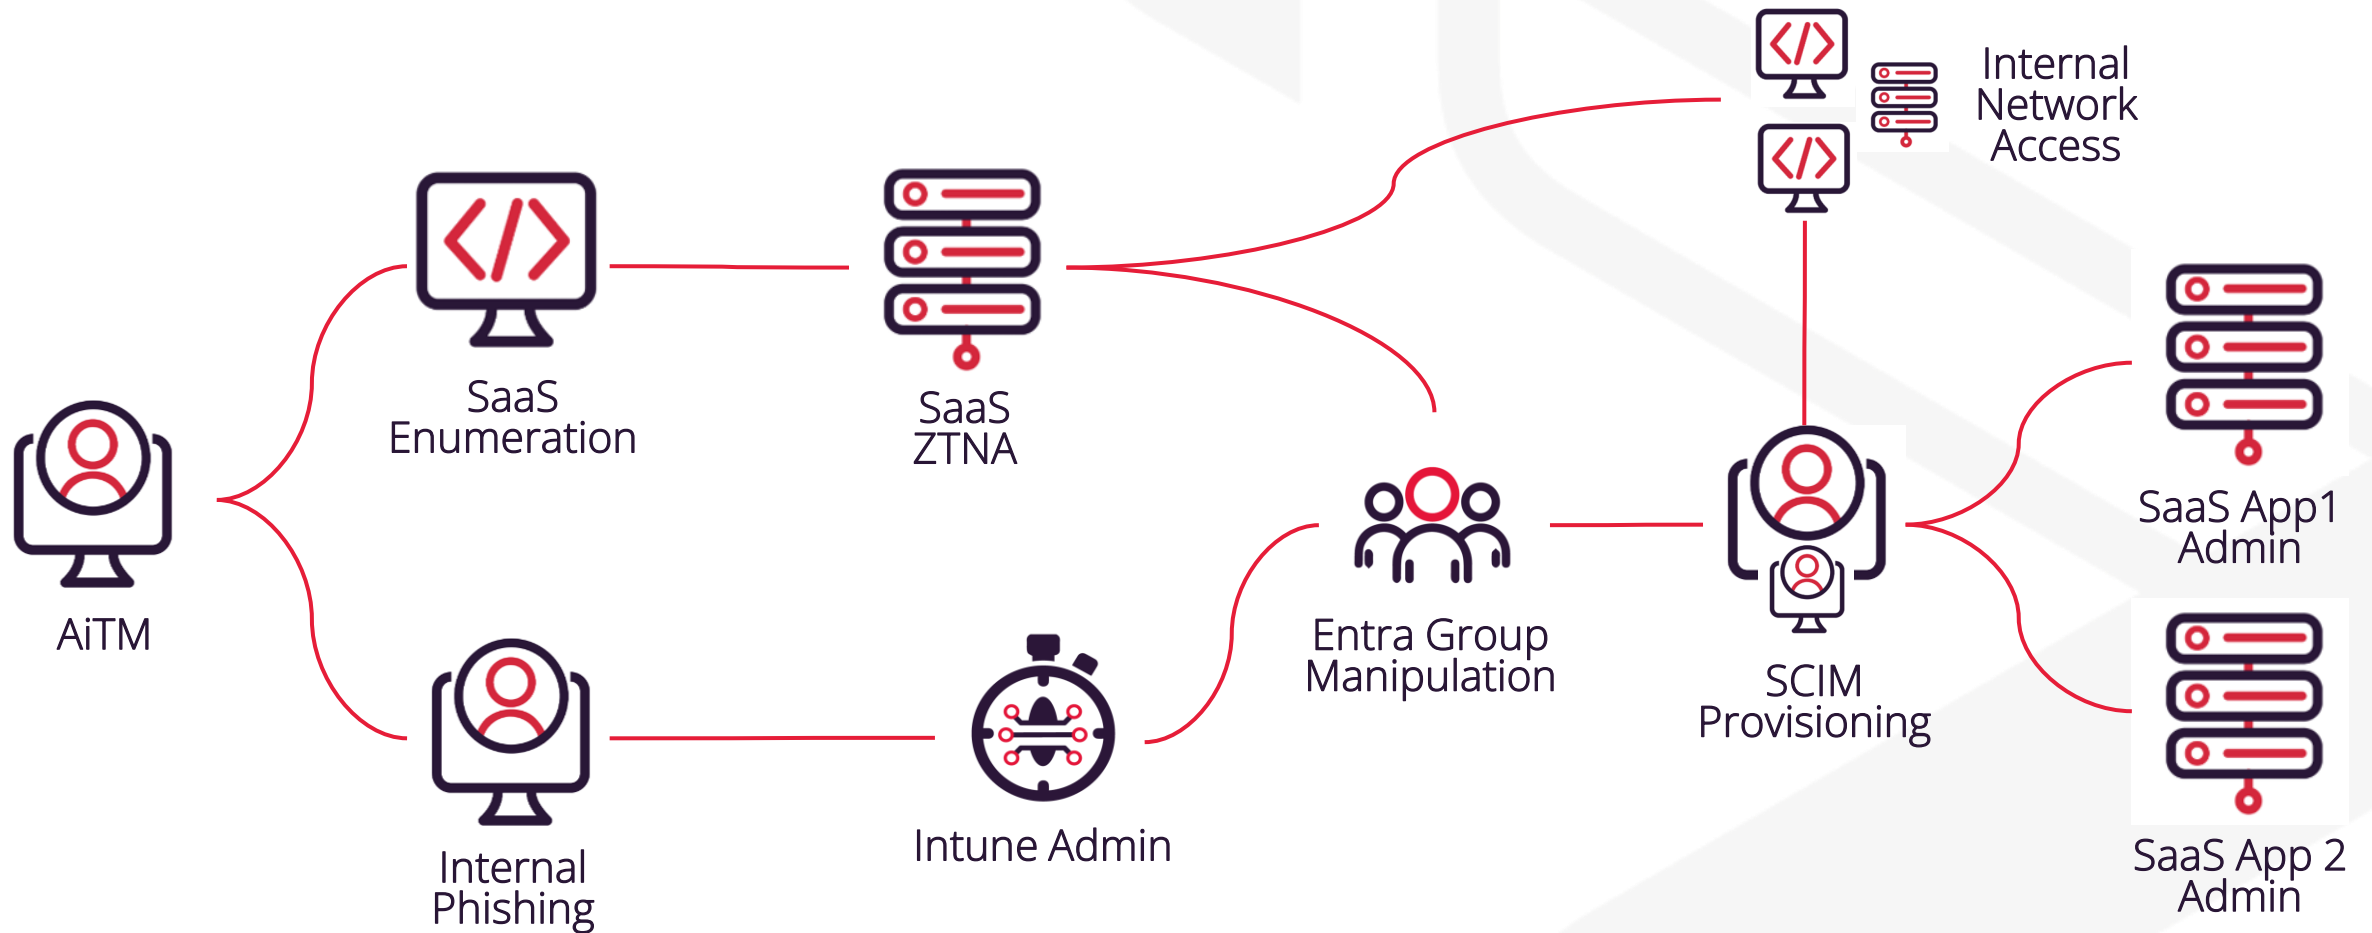 Internal
Network
Access
SaaS
Enumeration
SaaS
ZTNA
SaaS App1
Admin
AiTM
Entra Group
Manipulation
SCIM
Provisioning
Internal
Phishing
Intune Admin
SaaS App 2
Admin